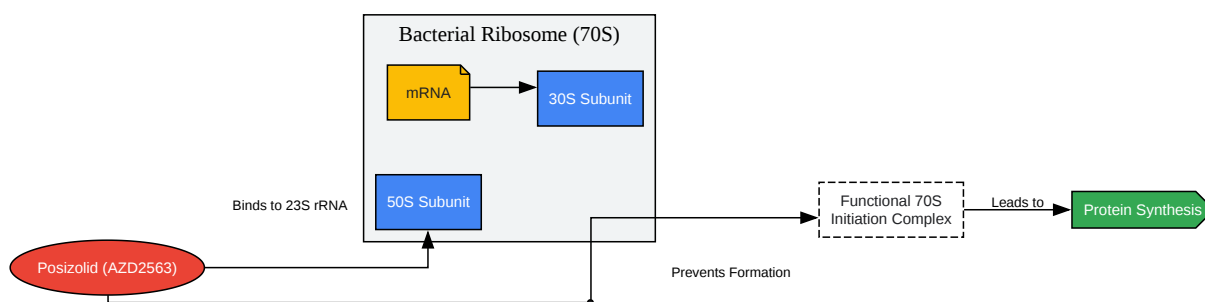 Bacterial Ribosome (70S)
mRNA
30S Subunit
50S Subunit
Binds to 23S rRNA
Functional 70S
Initiation Complex
Leads to
Protein Synthesis
Posizolid (AZD2563)
Prevents Formation